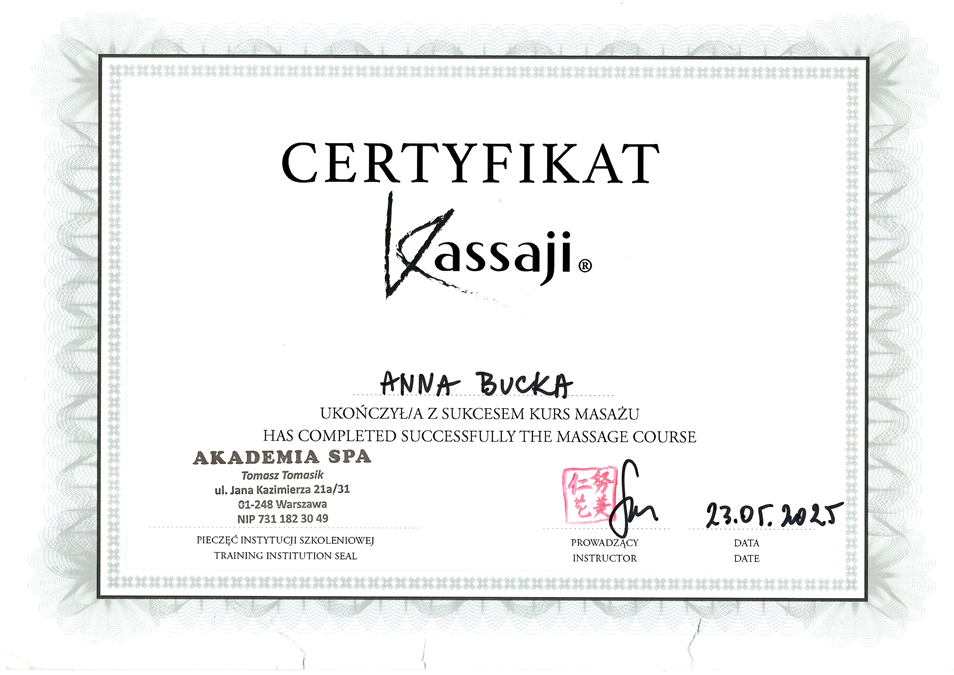 CERTYFIKAT
Kassaji®
ANNA BUCKA
UKOŃCZYŁ/A Z SUKCESEM KURS MASAŻU
HAS COMPLETED SUCCESSFULLY THE MASSAGE COURSE
AKADEMIA SPA
Tomasz Tomasik
ul. Jana Kazimierza 21a/31
01-248 Warszawa
NIP 731 182 30 49
23.05.2025
PIECZĘĆ INSTYTUCJI SZKOLENIOWEJ
TRAINING INSTITUTION SEAL
PROWADZĄCY
INSTRUCTOR
DATA
DATE